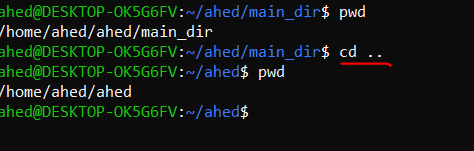 ahed@DESKTOP-OK5G6FV:~/ahed/main_dir$ pwd
/home/ahed/ahed/main_dir
ahed@DESKTOP-OK5G6FV:~/ahed/main_dir$ cd ..
ahed@DESKTOP-OK5G6FV:~/ahed$ pwd
/home/ahed/ahed
ahed@DESKTOP-OK5G6FV:~/ahed$